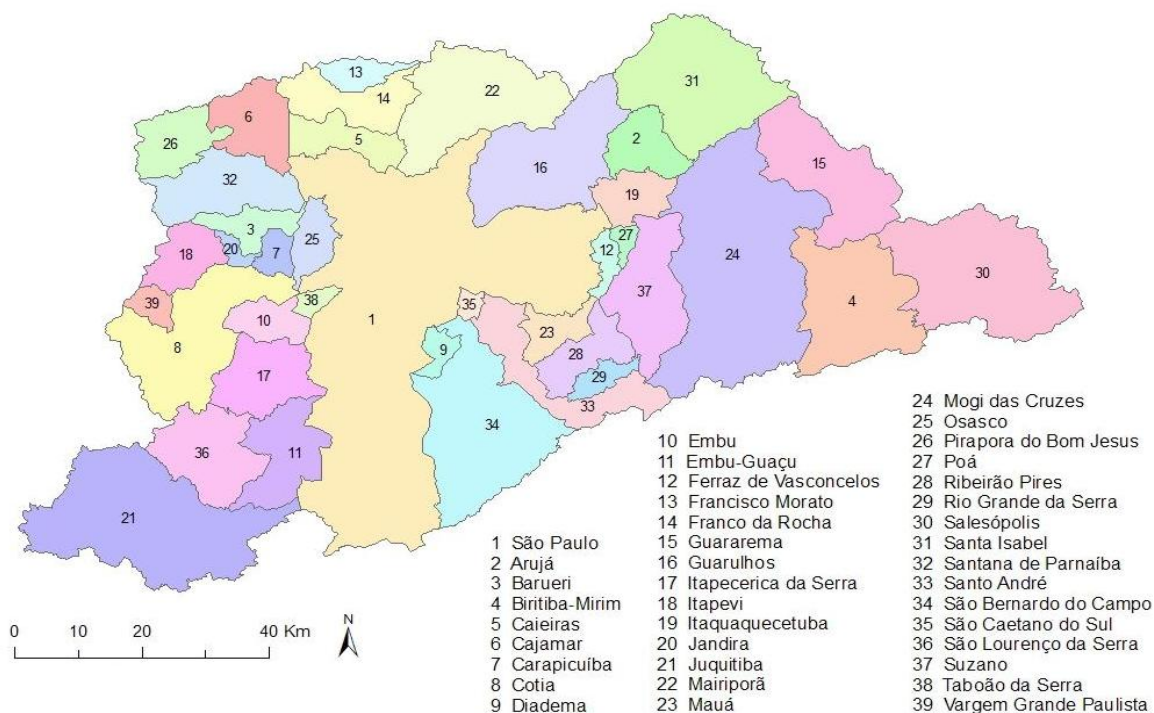 13
31
22
14
6
5
2
26
16
15
32
19
3
25
27
18
20
7
12
24
30
37
38
35
39
10
1
4
23
9
8
28
17
29
33
34
36
11
21
N
0 10 20 40 Km
1 São Paulo
2 Arujá
3 Barueri
4 Biritiba-Mirim
5 Caieiras
6 Cajamar
7 Carapicuíba
8 Cotia
9 Diadema
10 Embu
11 Embu-Guaçu
12 Ferraz de Vasconcelos
13 Francisco Morato
14 Franco da Rocha
15 Guararema
16 Guarulhos
17 Itapecerica da Serra
18 Itapevi
19 Itaquaquecetuba
20 Jandira
21 Juquitiba
22 Mairiporã
23 Mauá
24 Mogi das Cruzes
25 Osasco
26 Pirapora do Bom Jesus
27 Poá
28 Ribeirão Pires
29 Rio Grande da Serra
30 Salesópolis
31 Santa Isabel
32 Santana de Parnaíba
33 Santo André
34 São Bernardo do Campo
35 São Caetano do Sul
36 São Lourenço da Serra
37 Suzano
38 Taboão da Serra
39 Vargem Grande Paulista